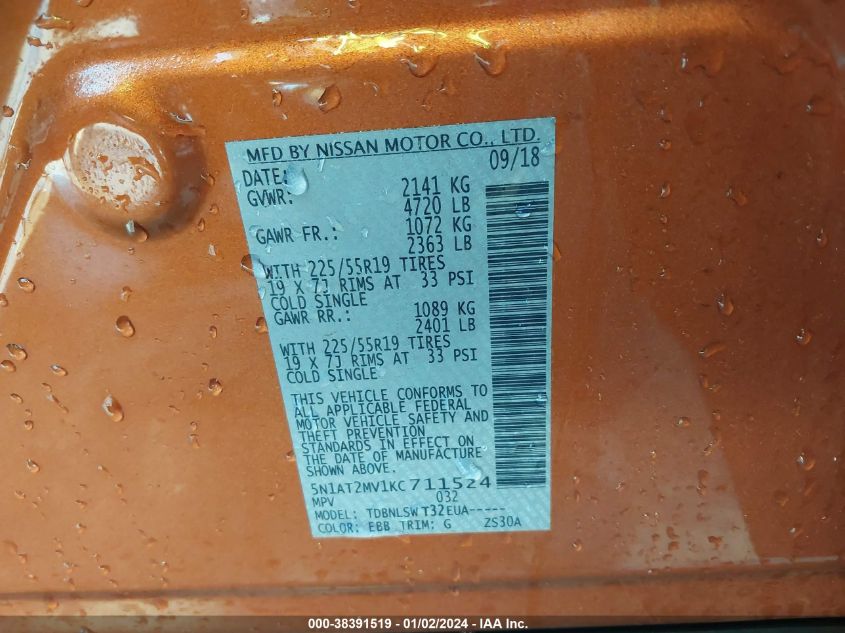 MFD BY NISSAN MOTOR CO., LTD.
DATE: 09/18
GVWR: 2141 KG
4720 LB
GAWR FR.: 1072 KG
2363 LB
WITH 225/55R19 TIRES
19 X 7J RIMS AT 33 PSI
COLD SINGLE
GAWR RR.: 1089 KG
2401 LB
WITH 225/55R19 TIRES
19 X 7J RIMS AT 33 PSI
COLD SINGLE
THIS VEHICLE CONFORMS TO
ALL APPLICABLE FEDERAL
MOTOR VEHICLE SAFETY AND
THEFT PREVENTION
STANDARDS IN EFFECT ON
THE DATE OF MANUFACTURE
SHOWN ABOVE.
5N1AT2MV1KC711524
MPV 032
MODEL: TDBNLSWT32EUA-----
COLOR: EBB TRIM: G ZS30A
000-38391519 - 01/02/2024 - IAA Inc.